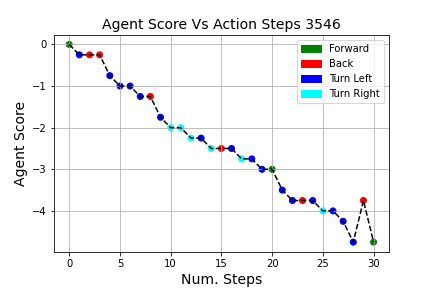 Agent Score Vs Action Steps 3546
Forward
Back
Turn Left
Turn Right
0
−1
−2
−3
−4
Agent Score
0 5 10 15 20 25 30
Num. Steps